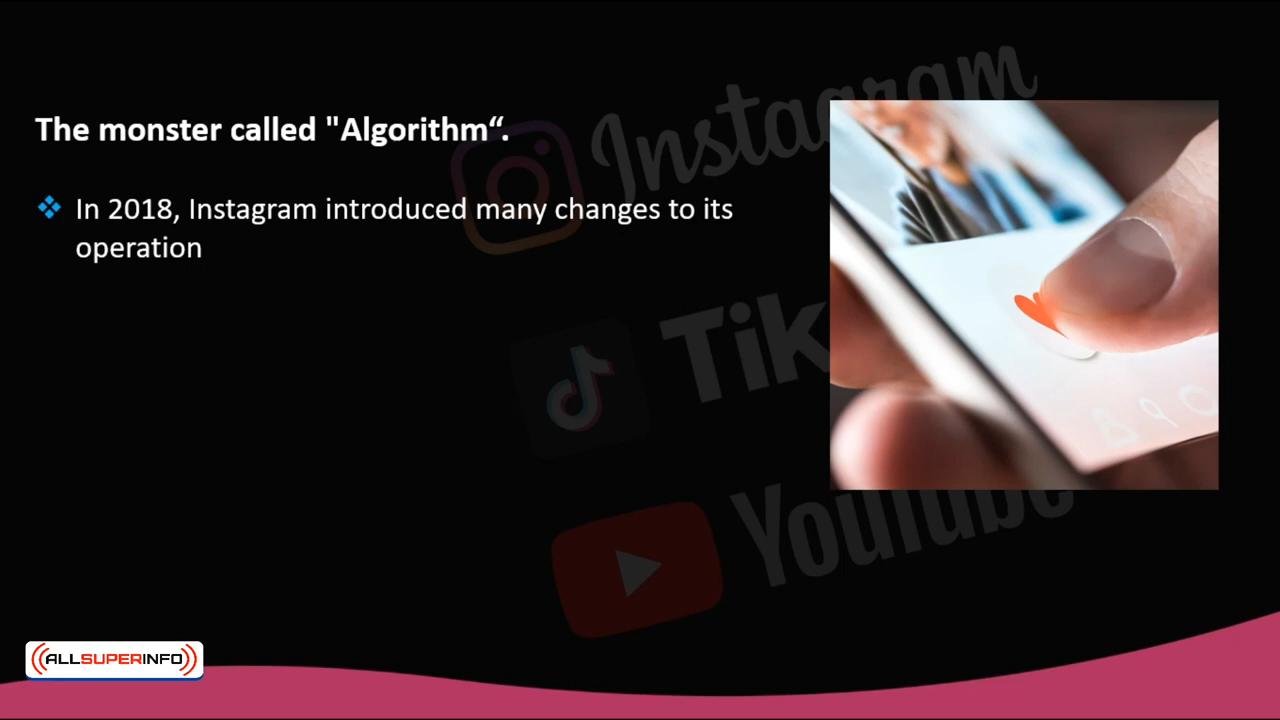 Instagram
The monster called "Algorithm“.
❖ In 2018, Instagram introduced many changes to its
operation
Tik
YouTube
ALLSUPERINFO